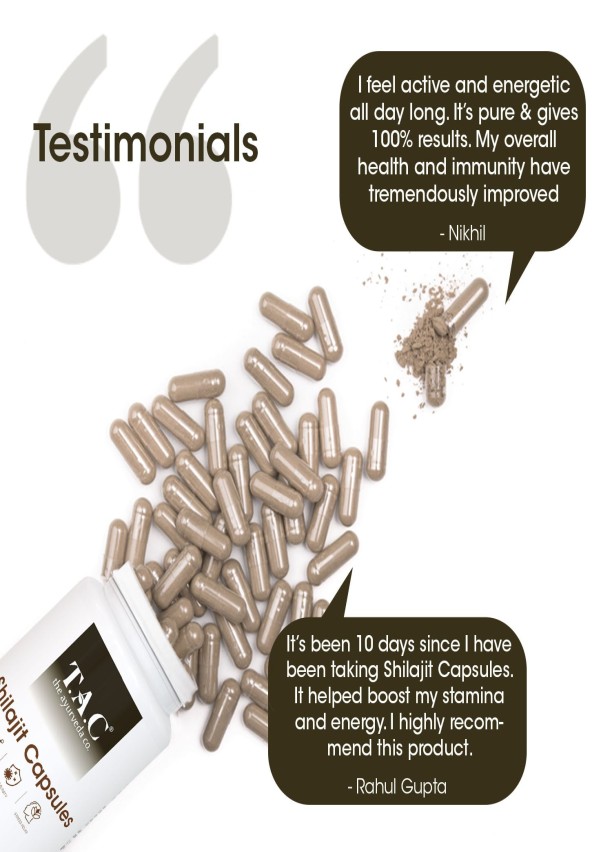 Testimonials
I feel active and energetic
all day long. It's pure & gives
100% results. My overall
health and immunity have
tremendously improved
- Nikhil
It's been 10 days since I have
been taking Shilajit Capsules.
It helped boost my stamina
and energy. I highly recom-
mend this product.
- Rahul Gupta
T.A.C®
the ayurveda co.
Shilajit Capsules